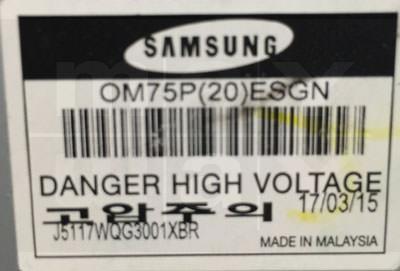 SAMSUNG
OM75P(20)ESGN
DANGER HIGH VOLTAGE
고압주의 17/03/15
J5117WQG3001XBR
MADE IN MALAYSIA